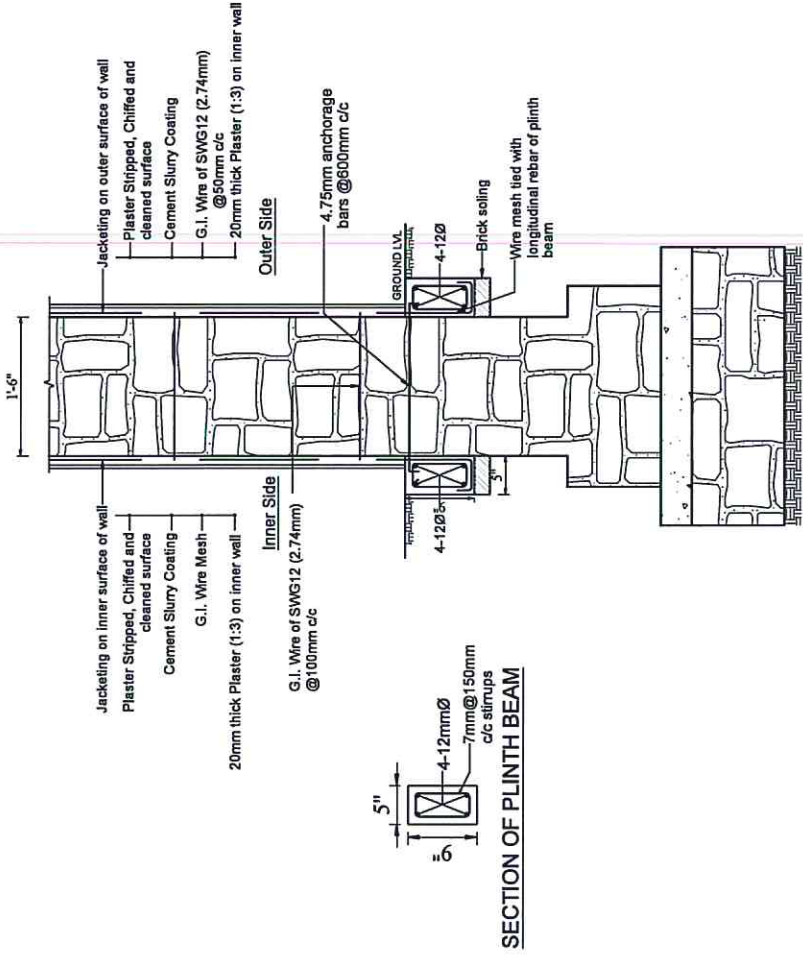 1'-6"
Jacketing on outer surface of wall
Plaster Stripped, Chiffed and
cleaned surface
Cement Slurry Coating
G.I. Wire of SWG12 (2.74mm)
@50mm c/c
20mm thick Plaster (1:3) on inner wall
Outer Side
4.75mm anchorage
bars @600mm c/c
GROUND LVL
4-12Ø
Brick soling
Wire mesh tied with
longitudinal rebar of plinth
beam
Jacketing on inner surface of wall
Plaster Stripped, Chiffed and
cleaned surface
Cement Slurry Coating
G.I. Wire Mesh
20mm thick Plaster (1:3) on inner wall
Inner Side
G.I. Wire of SWG12 (2.74mm)
@100mm c/c
4-12Ø
5"
5"
9"
4-12mmØ
7mm@150mm
c/c stirrups
SECTION OF PLINTH BEAM